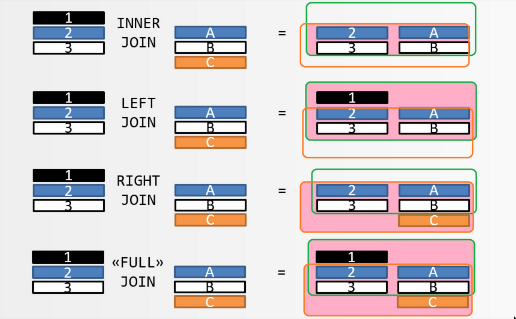 1
INNER
2 JOIN A = 2 A
3 B 3 B
C
1 LEFT 1
2 JOIN A = 2 A
3 B 3 B
C
1 RIGHT
2 JOIN A = 2 A
3 B 3 B
C C
1 «FULL» 1
2 JOIN A = 2 A
3 B 3 B
C C